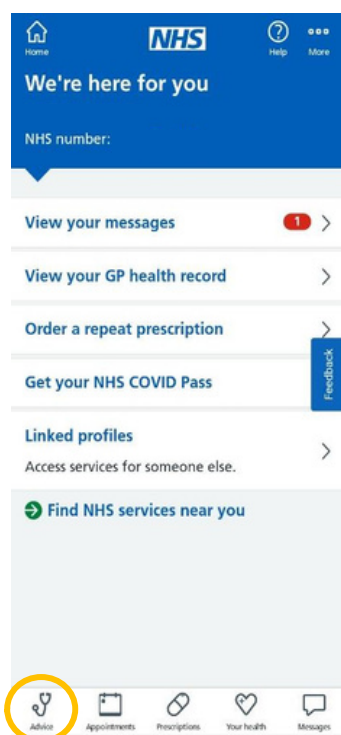 NHS
Home
Help
More
We're here for you
NHS number:
View your messages
1
View your GP health record
Order a repeat prescription
Feedback
Get your NHS COVID Pass
Linked profiles
Access services for someone else.
Find NHS services near you
Advice
Appointments
Prescriptions
Your health
Messages